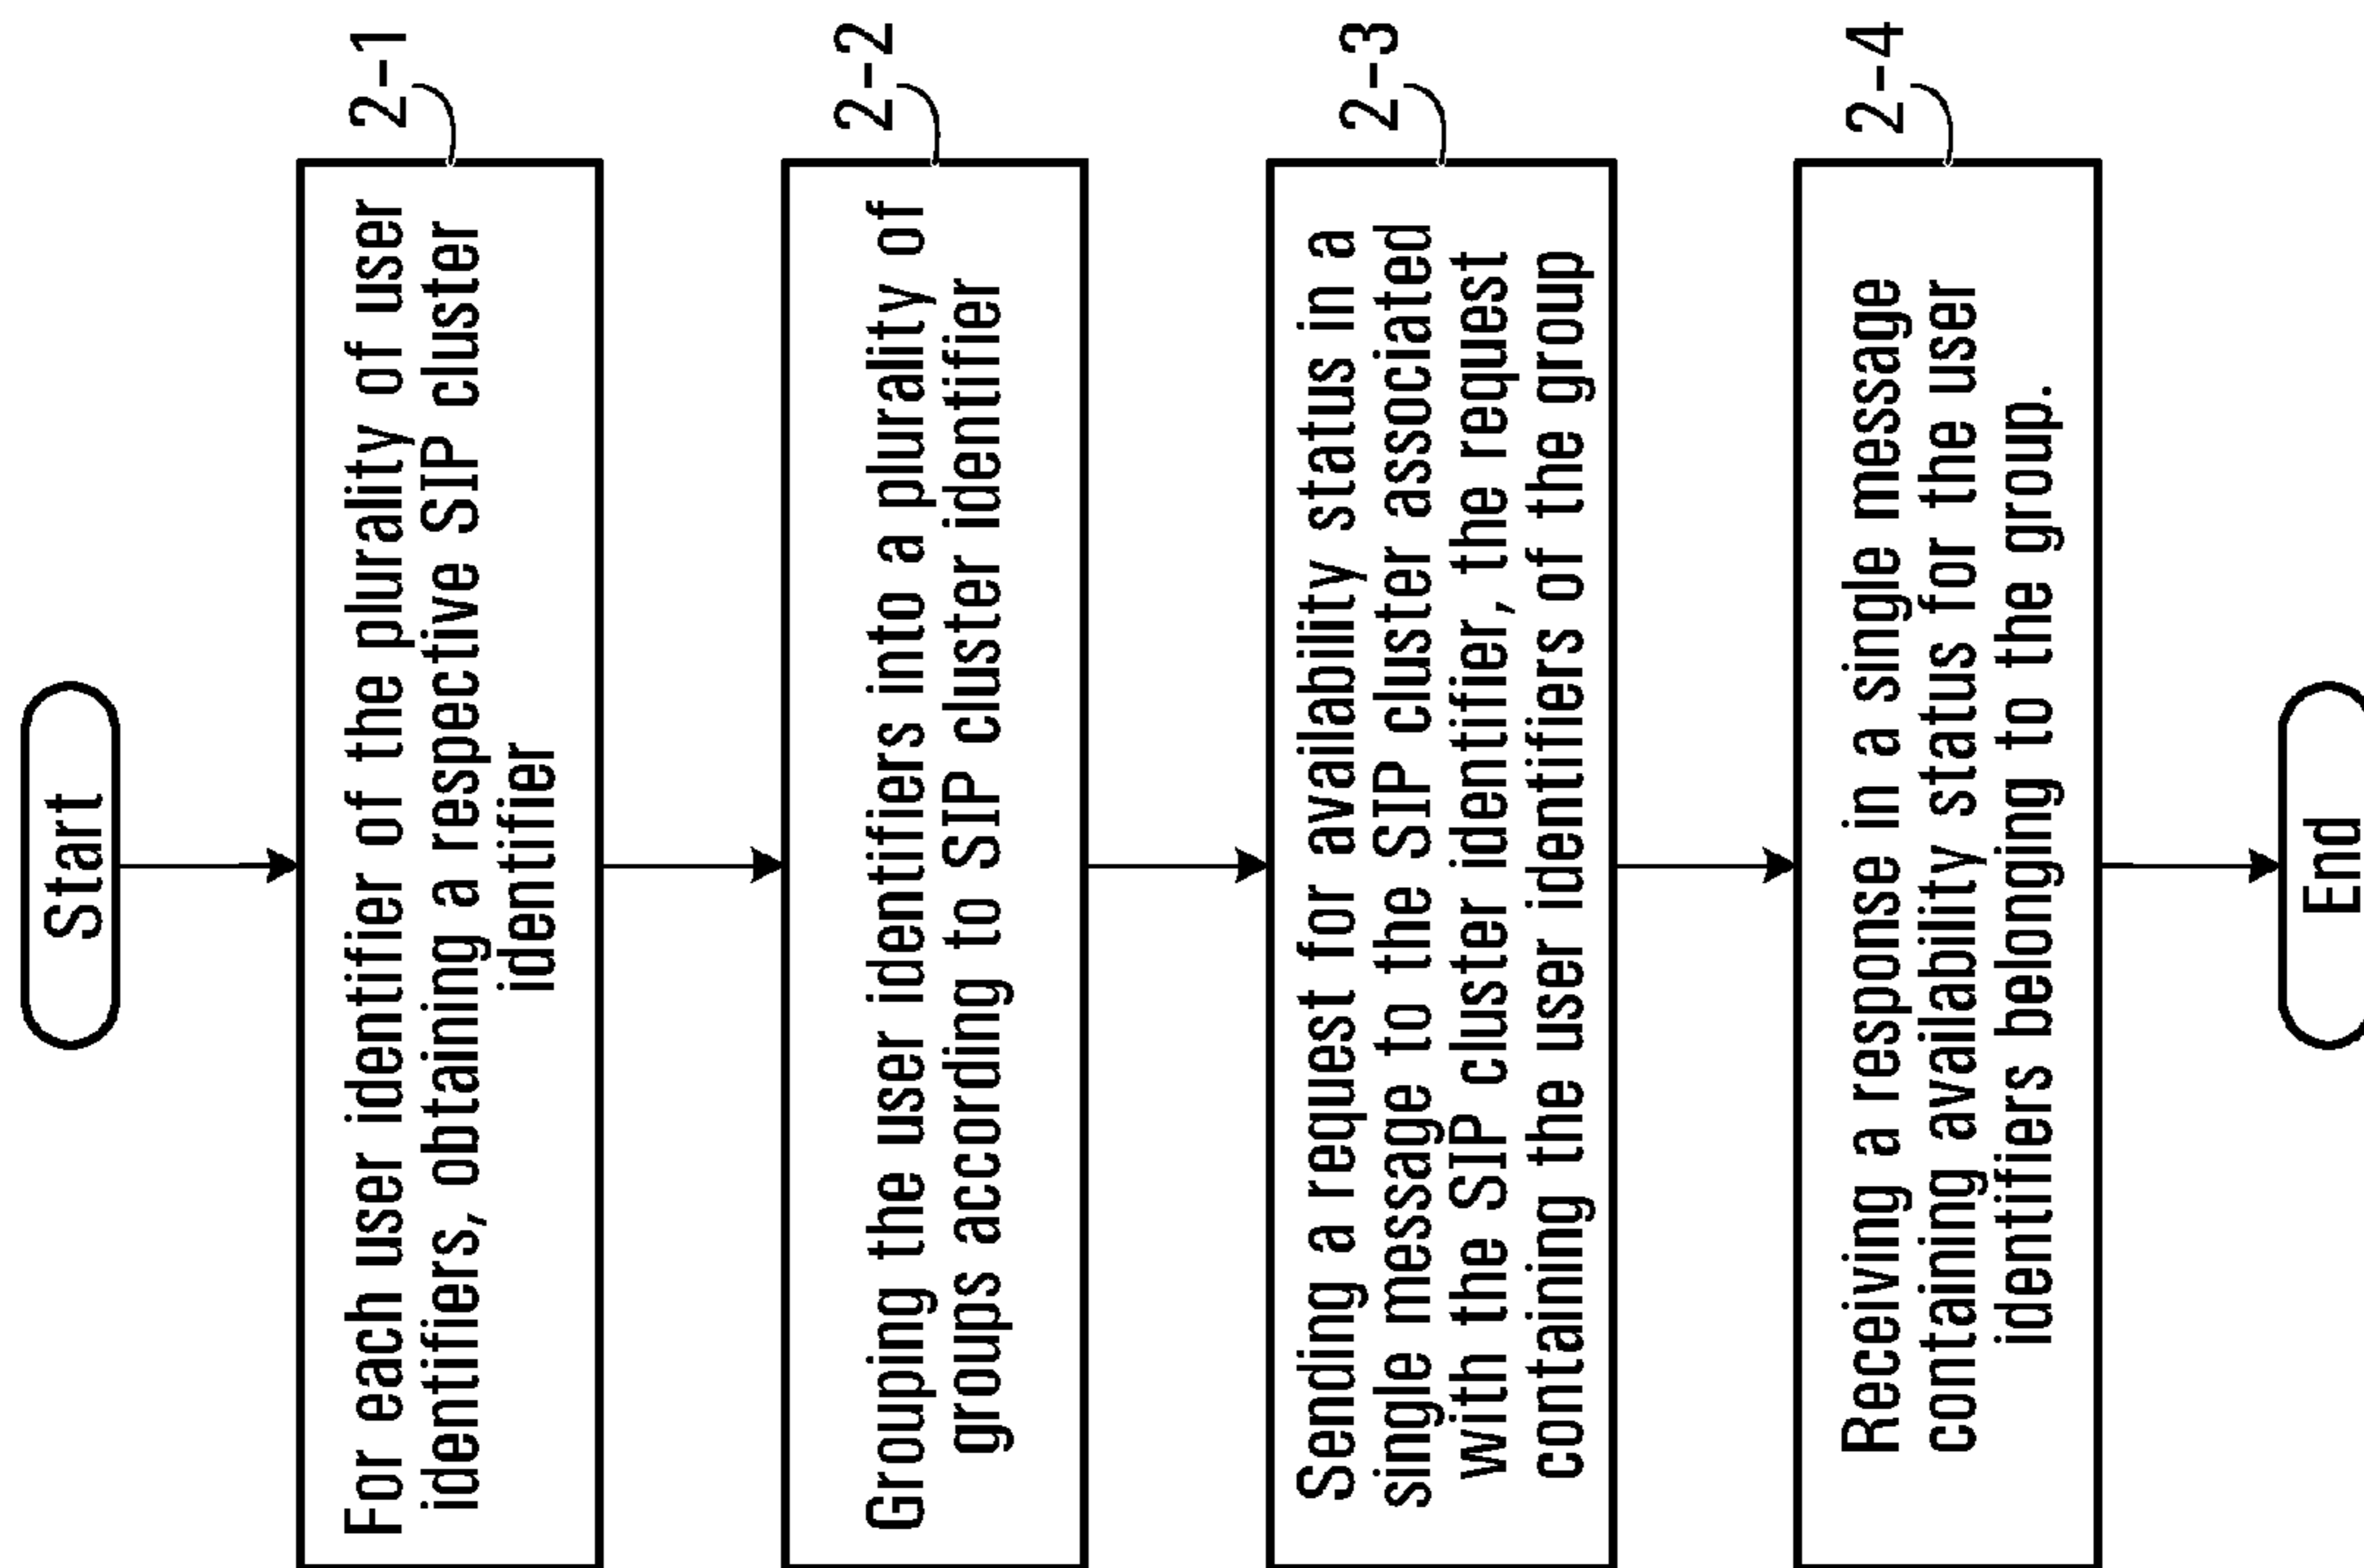 Start
2-1
For each user identifier of the plurality of user
identifiers, obtaining a respective SIP cluster
identifier
2-2
Grouping the user identifiers into a plurality of
groups according to SIP cluster identifier
2-3
Sending a request for availability status in a
single message to the SIP cluster associated
with the SIP cluster identifier, the request
containing the user identifiers of the group
2-4
Receiving a response in a single message
containing availability status for the user
identifiers belonging to the group.
End